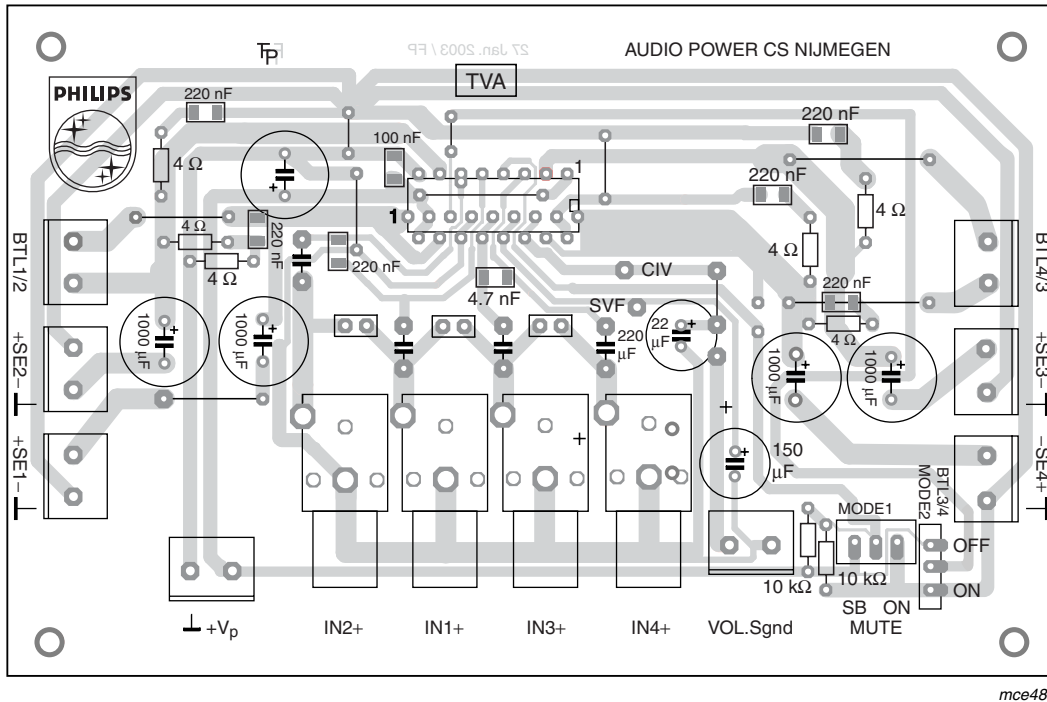 TP 27 Jan. 2003 / FP AUDIO POWER CS NIJMEGEN
TVA
PHILIPS
220 nF
220 nF
100 nF
4 Ω
220 nF
1
1
4 Ω
4 Ω
4 Ω
220 nF
220 nF
4 Ω
BTL1/2
BTL4/3
CIV
220 nF
4.7 nF
SVF
1000 µF
1000 µF
220 µF
22 µF
4 Ω
1000 µF
1000 µF
+SE2-
+SE3-
+
+
150 µF
+SE1-
-SE4+
BTL3/4
MODE2
MODE1
OFF
10 kΩ
10 kΩ
ON
SB ON
MUTE
+Vp
IN2+
IN1+
IN3+
IN4+
VOL.Sgnd
mce48